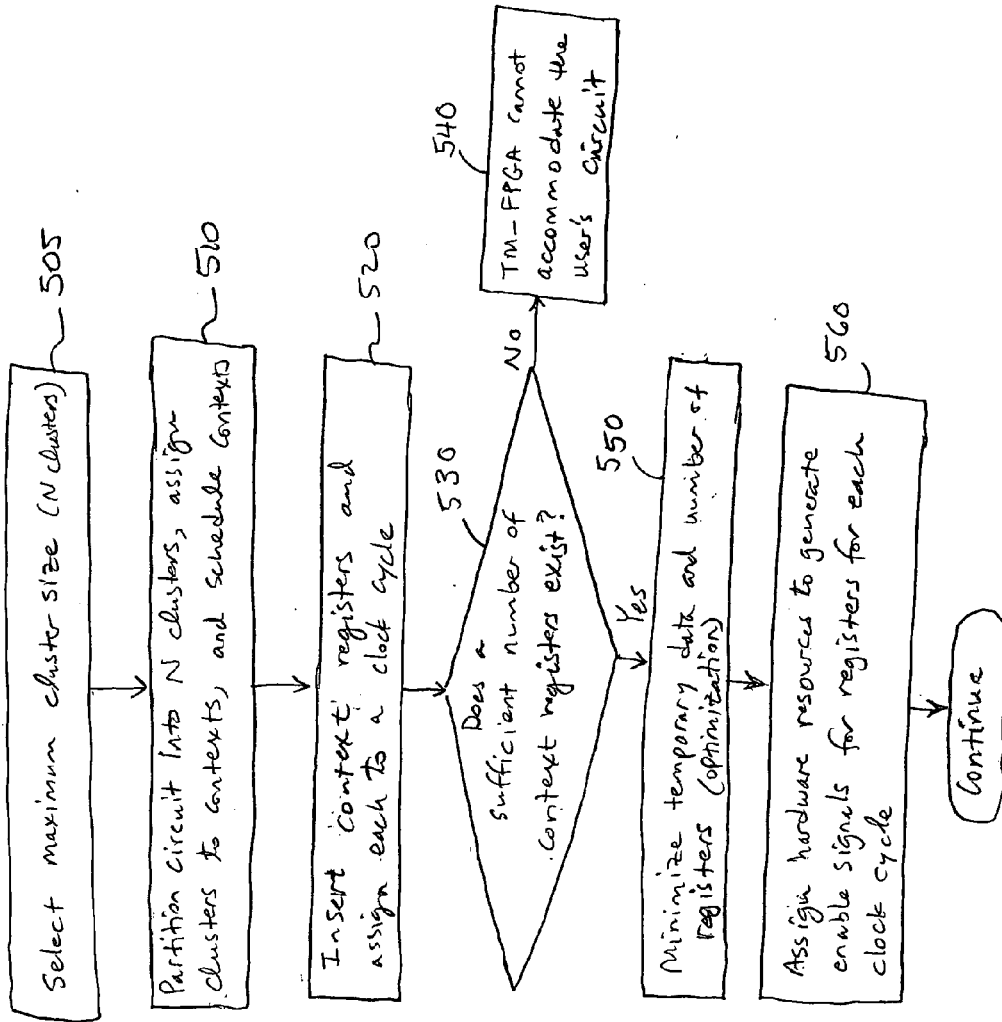 Select maximum cluster size (N clusters)
505
Partition circuit into N clusters, assign
clusters to contexts, and schedule contexts
510
Insert context registers and
assign each to a clock cycle
520
Does a
sufficient number of
context registers exist?
530
No
TM-FPGA cannot
accommodate the
user's circuit
540
Yes
Minimize temporary data and number of
registers (optimization)
550
Assign hardware resources to generate
enable signals for registers for each
clock cycle
560
Continue